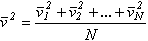 v̅² = (v̅₁² + v̅₂² + ... + v̅_N²) / N